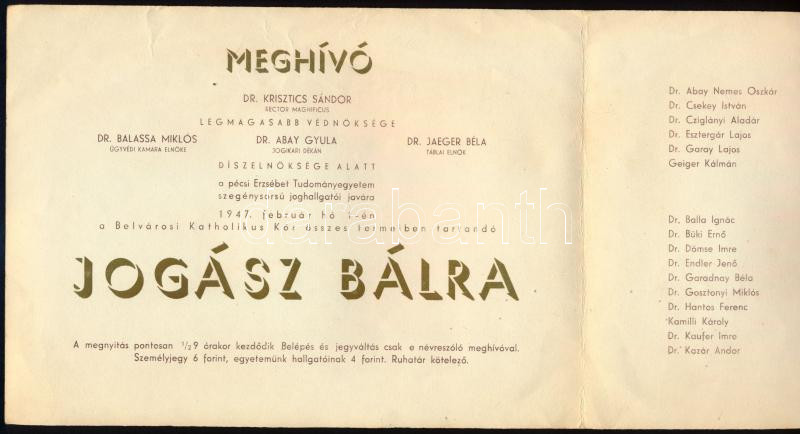 MEGHÍVÓ
DR. KRISZTICS SÁNDOR
RECTOR MAGNIFICUS
LEGMAGASABB VÉDNÖKSÉGE
DR. BALASSA MIKLÓS DR. ABAY GYULA DR. JAEGER BÉLA
ÜGYVÉDI KAMARA ELNÖKE JOGIKARI DÉKÁN TÁBLAI ELNÖK
DÍSZELNÖKSÉGE ALATT
a pécsi Erzsébet Tudományegyetem
szegénysorsú joghallgatói javára
1947. február hó 1-én
a Belvárosi Katholikus Kör összes termeiben tartandó
JOGÁSZ BÁLRA
A megnyitás pontosan 1/2 9 órakor kezdődik Belépés és jegyváltás csak e névreszóló meghívóval.
Személyjegy 6 forint, egyetemünk hallgatóinak 4 forint. Ruhatár kötelező.
Dr. Abay Nemes Oszkár
Dr. Csekey István
Dr. Cziglányi Aladár
Dr. Esztergár Lajos
Dr. Garay Lajos
Geiger Kálmán
Dr. Balla Ignác
Dr. Büki Ernő
Dr. Dömse Imre
Dr. Endler Jenő
Dr. Garadnay Béla
Dr. Gosztonyi Miklós
Dr. Hantos Ferenc
Kamilli Károly
Dr. Kaufer Imre
Dr. Kazár Andor
darabanth